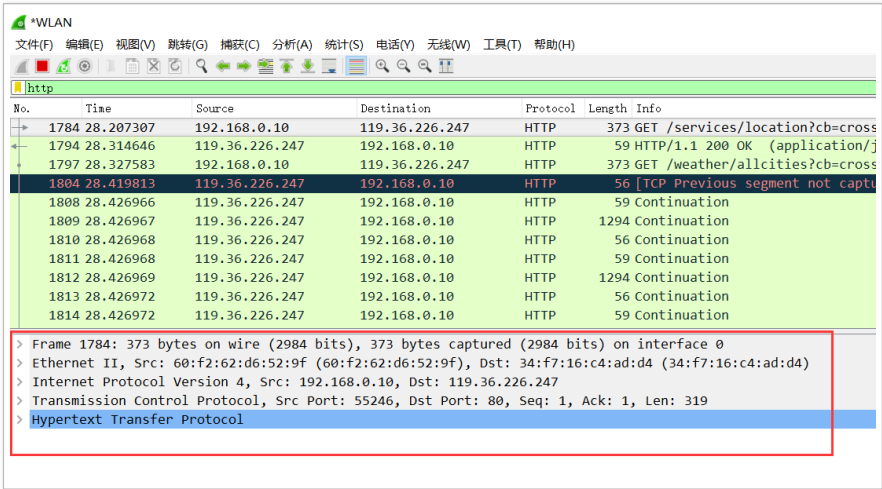 *WLAN
文件(F) 编辑(E) 视图(V) 跳转(G) 捕获(C) 分析(A) 统计(S) 电话(Y) 无线(W) 工具(T) 帮助(H)
http
No. Time Source Destination Protocol Length Info
1784 28.207307 192.168.0.10 119.36.226.247 HTTP 373 GET /services/location?cb=cross
1794 28.314646 119.36.226.247 192.168.0.10 HTTP 59 HTTP/1.1 200 OK (application/j
1797 28.327583 192.168.0.10 119.36.226.247 HTTP 373 GET /weather/allcities?cb=cross
1804 28.419813 119.36.226.247 192.168.0.10 HTTP 56 [TCP Previous segment not captu
1808 28.426966 119.36.226.247 192.168.0.10 HTTP 59 Continuation
1809 28.426967 119.36.226.247 192.168.0.10 HTTP 1294 Continuation
1810 28.426968 119.36.226.247 192.168.0.10 HTTP 56 Continuation
1811 28.426968 119.36.226.247 192.168.0.10 HTTP 59 Continuation
1812 28.426969 119.36.226.247 192.168.0.10 HTTP 1294 Continuation
1813 28.426972 119.36.226.247 192.168.0.10 HTTP 56 Continuation
1814 28.426972 119.36.226.247 192.168.0.10 HTTP 59 Continuation
Frame 1784: 373 bytes on wire (2984 bits), 373 bytes captured (2984 bits) on interface 0
Ethernet II, Src: 60:f2:62:d6:52:9f (60:f2:62:d6:52:9f), Dst: 34:f7:16:c4:ad:d4 (34:f7:16:c4:ad:d4)
Internet Protocol Version 4, Src: 192.168.0.10, Dst: 119.36.226.247
Transmission Control Protocol, Src Port: 55246, Dst Port: 80, Seq: 1, Ack: 1, Len: 319
Hypertext Transfer Protocol